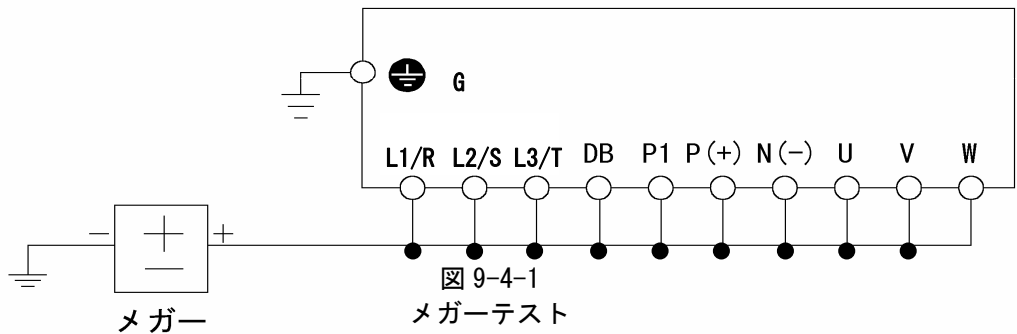 G
L1/R L2/S L3/T DB P1 P(+) N(−) U V W
− + − +
図 9-4-1
メガー
メガーテスト